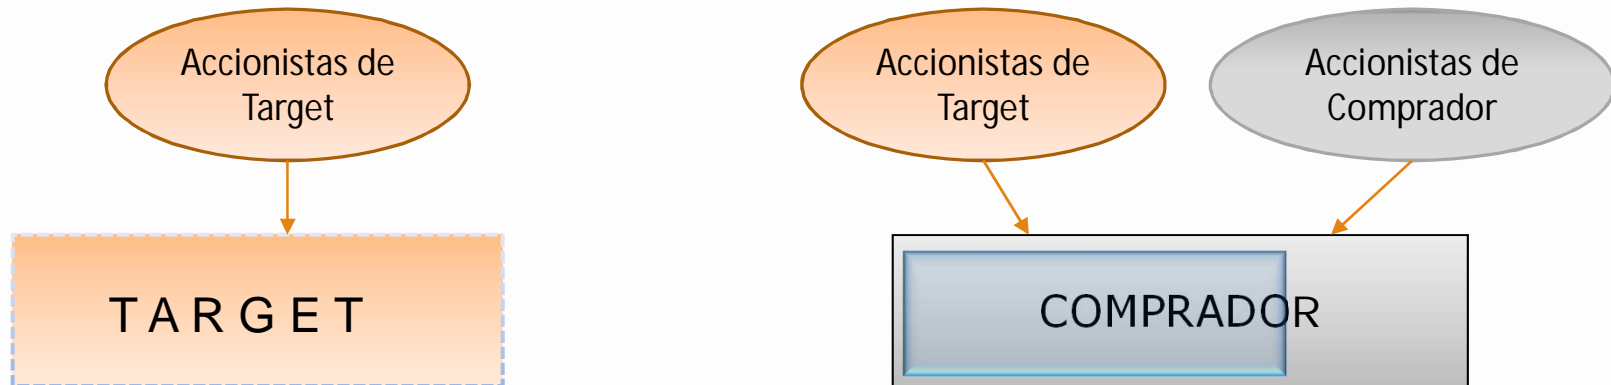 Accionistas de
Target
Accionistas de
Target
Accionistas de
Comprador
TARGET
COMPRADOR